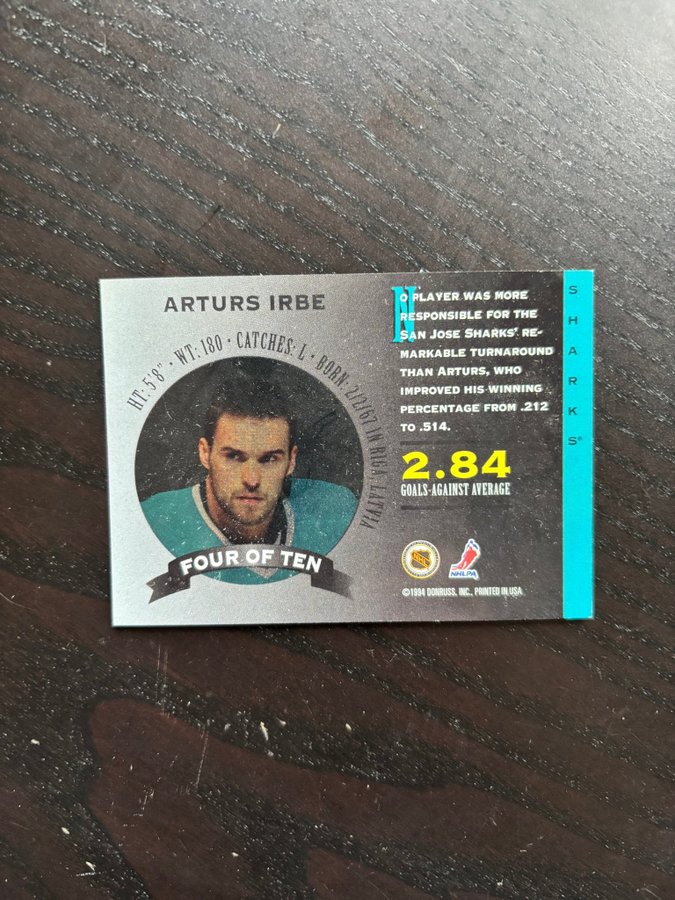 ARTURS IRBE
HT: 5'8" • WT: 180 • CATCHES: L • BORN: 2/2/67 IN RIGA, LATVIA
FOUR OF TEN
NO PLAYER WAS MORE
RESPONSIBLE FOR THE
SAN JOSE SHARKS' RE-
MARKABLE TURNAROUND
THAN ARTURS, WHO
IMPROVED HIS WINNING
PERCENTAGE FROM .212
TO .514.
2.84
GOALS-AGAINST AVERAGE
NHL
NHLPA
©1994 DONRUSS, INC., PRINTED IN USA
SHARKS®